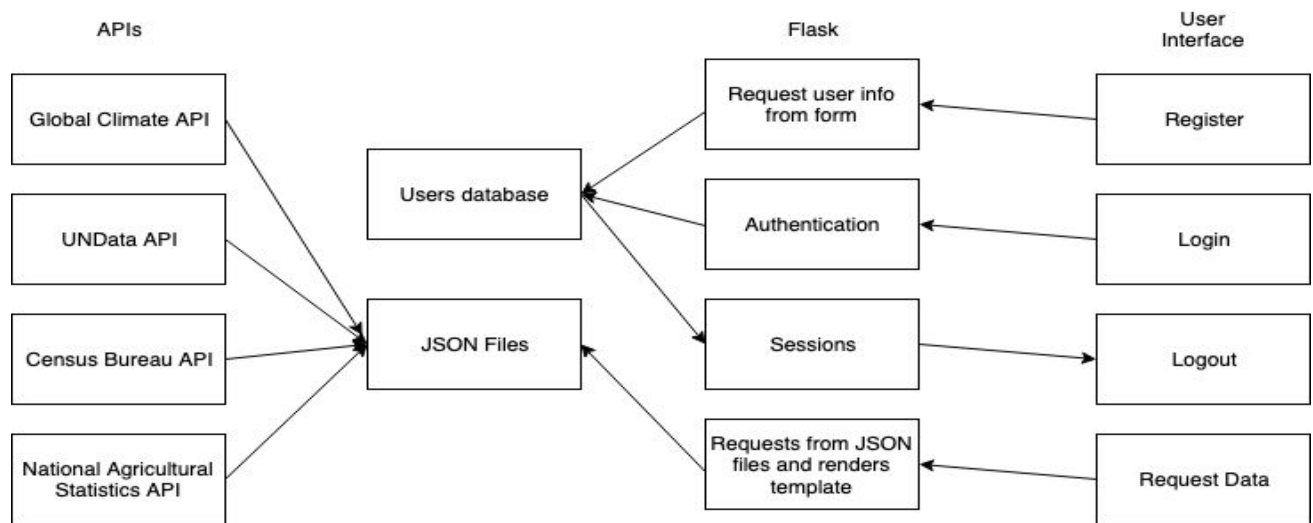 APIs
Flask
User
Interface
Global Climate API
Request user info
from form
Register
Users database
UNData API
Authentication
Login
Census Bureau API
JSON Files
Sessions
Logout
National Agricultural
Statistics API
Requests from JSON
files and renders
template
Request Data